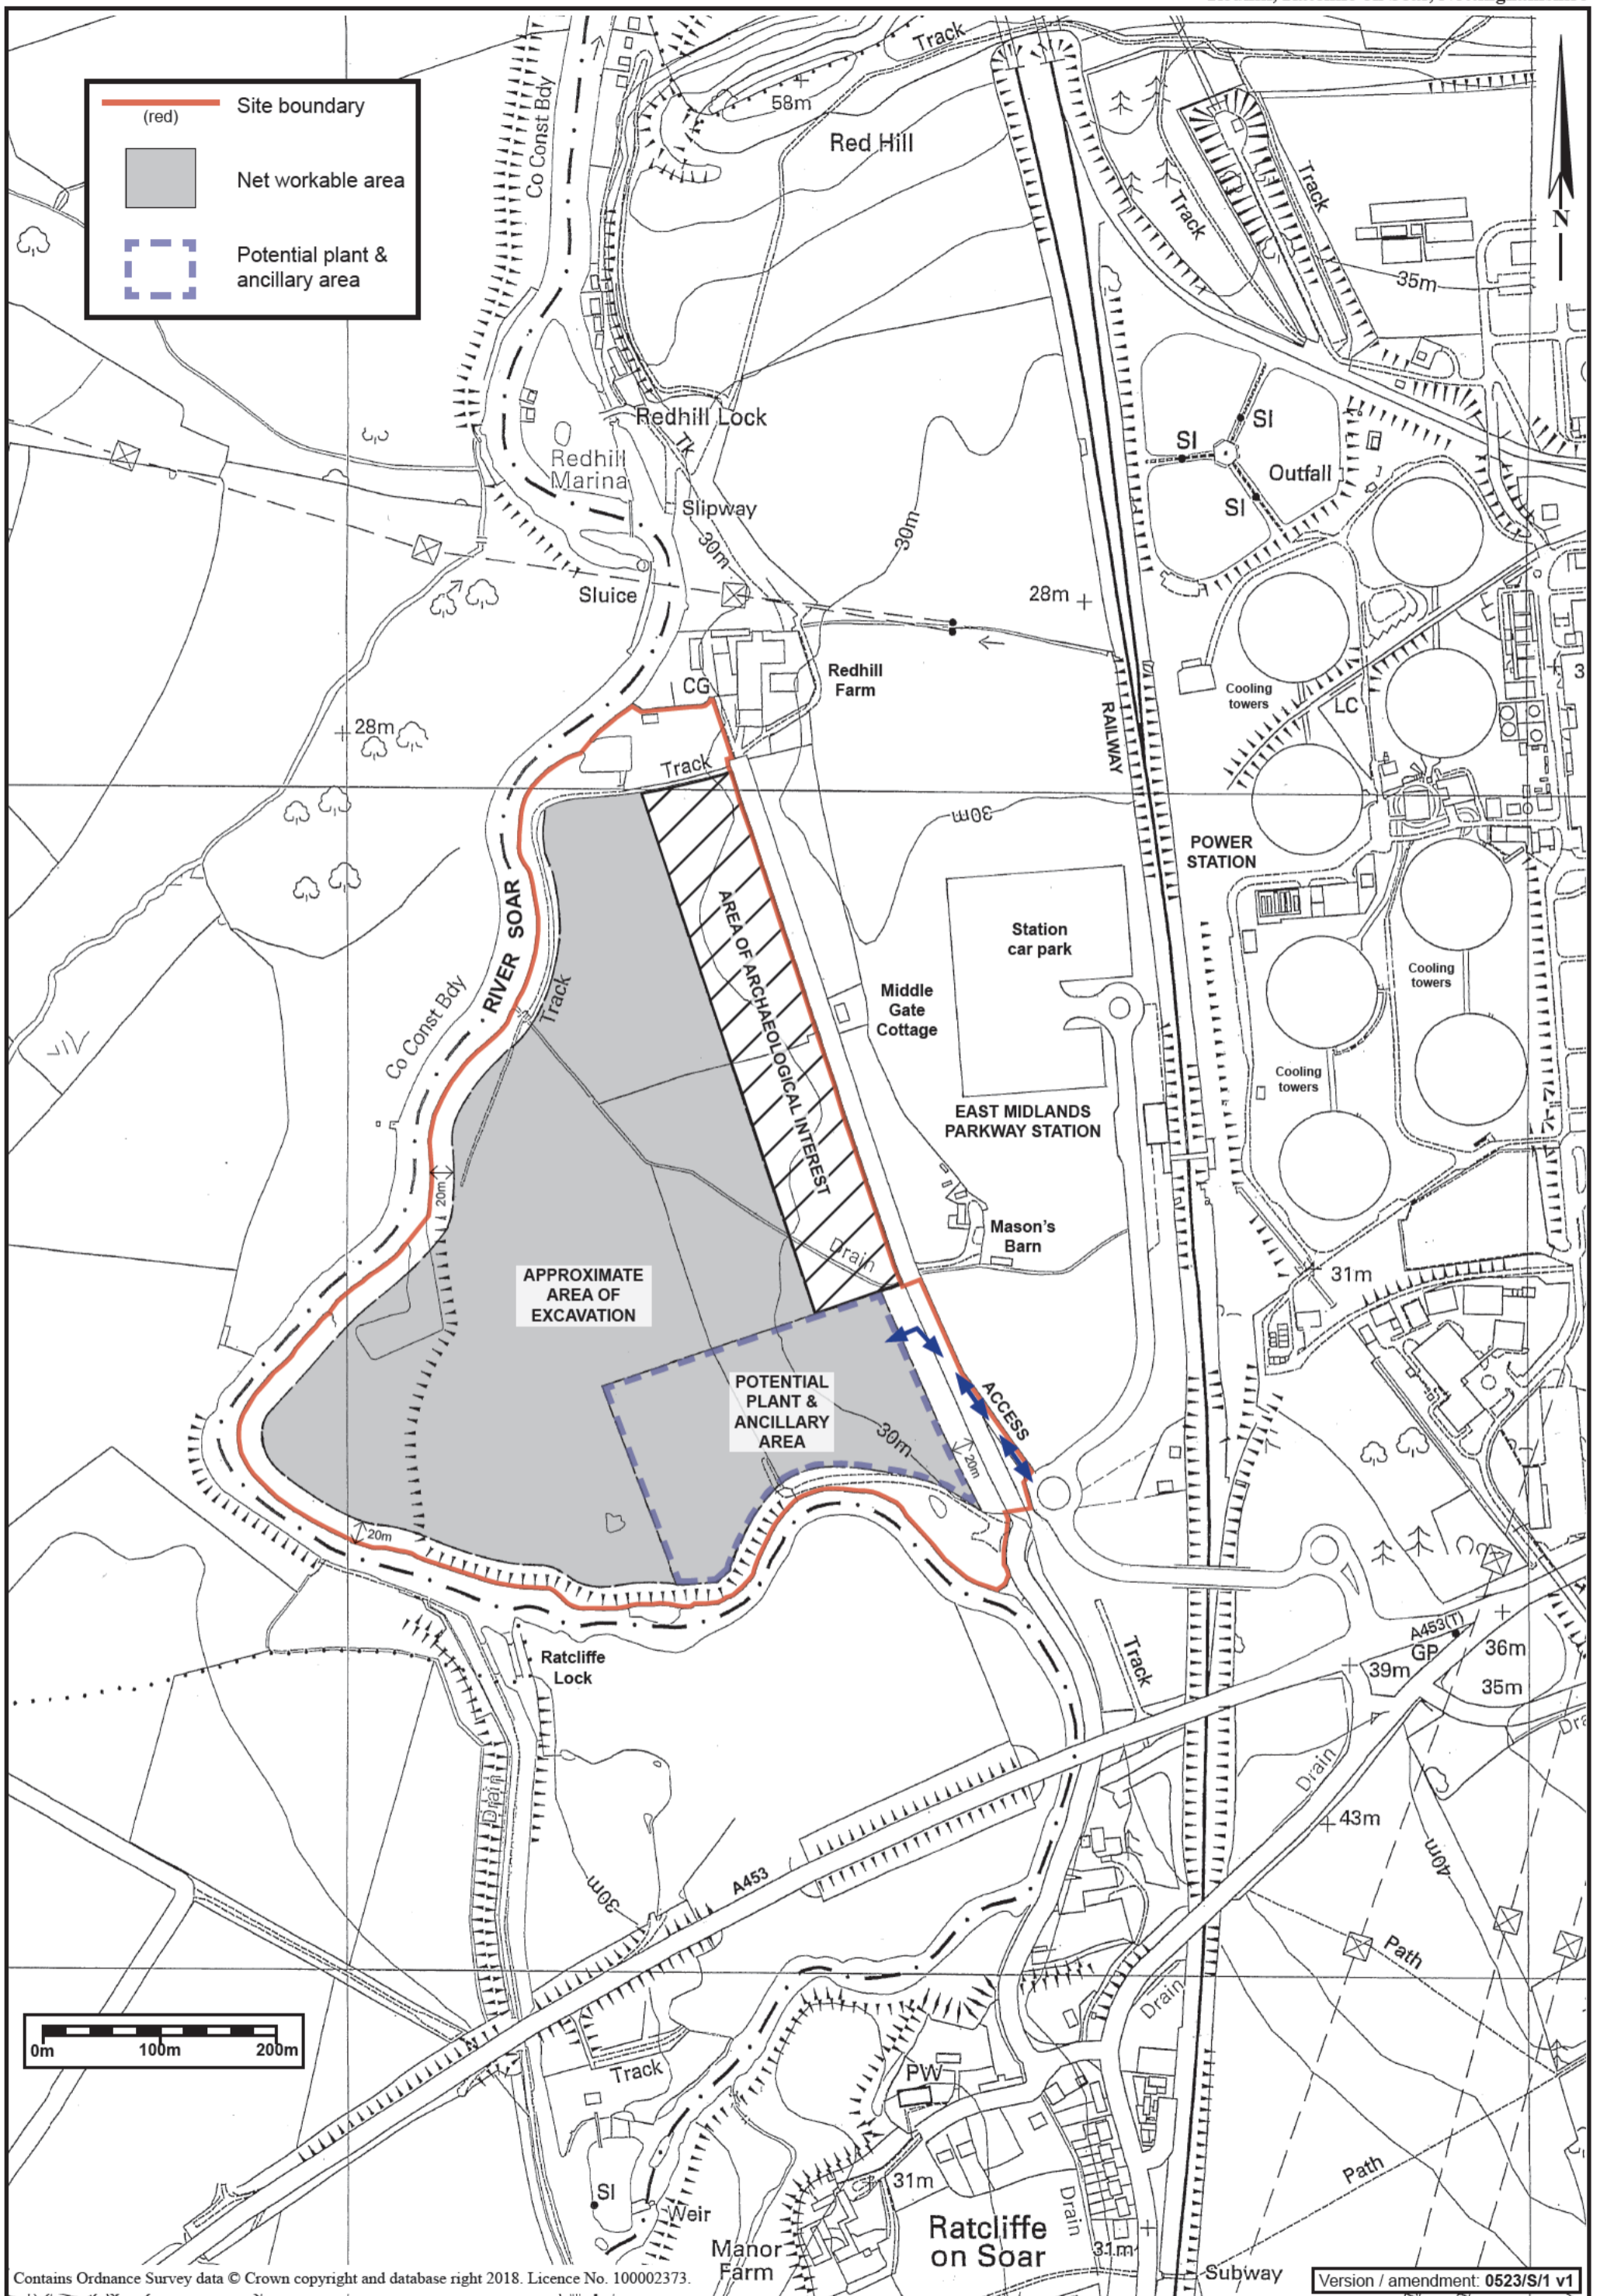 Track
58m
Red Hill
Co Const Bdy
(red)
Site boundary
Net workable area
Potential plant &
ancillary area
Track
Track
N
35m
Redhill Lock
Tk
Redhill
Marina
Slipway
30m
30m
SI
SI
SI
Outfall
Sluice
28m
CG
Redhill
Farm
RAILWAY
Cooling
towers
LC
3
28m
Track
30m
POWER
STATION
RIVER SOAR
Track
Co Const Bdy
AREA OF ARCHAEOLOGICAL INTEREST
Station
car park
Middle
Gate
Cottage
Cooling
towers
Cooling
towers
EAST MIDLANDS
PARKWAY STATION
20m
Mason's
Barn
Drain
31m
APPROXIMATE
AREA OF
EXCAVATION
POTENTIAL
PLANT &
ANCILLARY
AREA
ACCESS
30m
20m
20m
Ratcliffe
Lock
Track
A453(T)
GP
39m
36m
35m
Drain
Drain
43m
40m
30m
A453
Path
Drain
0m
100m
200m
Track
PW
SI
Weir
31m
Path
Manor
Farm
Ratcliffe
on Soar
Drain
31m
Subway
Contains Ordnance Survey data © Crown copyright and database right 2018. Licence No. 100002373.
Version / amendment: 0523/S/1 v1